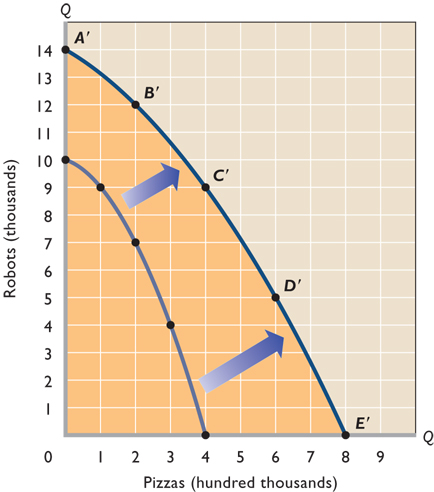 Q
A′
14
13
B′
12
11
10
C′
9
8
7
6
D′
5
4
3
2
1
E′
0 1 2 3 4 5 6 7 8 9 Q
Robots (thousands)
Pizzas (hundred thousands)